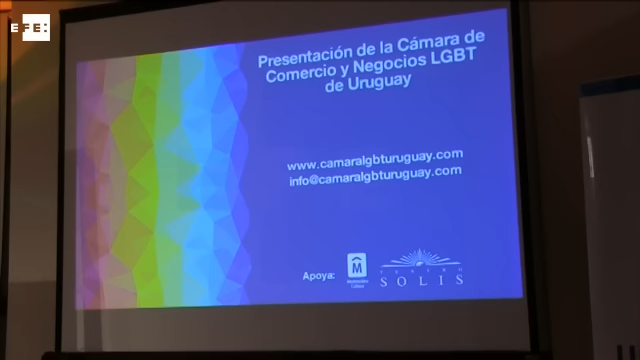 EFE:
Presentación de la Cámara de
Comercio y Negocios LGBT
de Uruguay
www.camaralgbturuguay.com
info@camaralgbturuguay.com
Apoya:
M
SOLIS